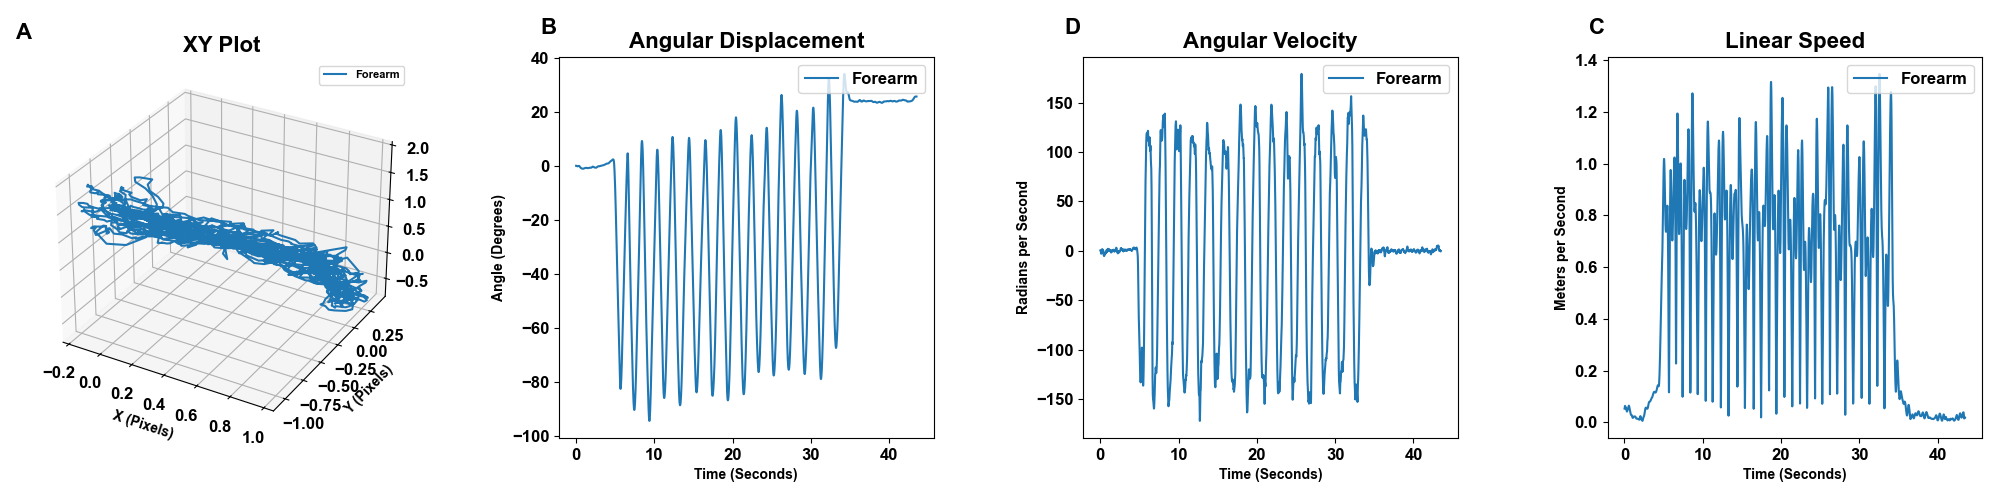 A
XY Plot
Forearm
2.0
1.5
1.0
0.5
0.0
−0.5
0.25
0.00
−0.25
−0.50
−0.75
−1.00
Y (Pixels)
−0.2
0.0
0.2
0.4
0.6
0.8
1.0
X (Pixels)
B
Angular Displacement
Forearm
40
20
0
−20
−40
−60
−80
−100
Angle (Degrees)
0 10 20 30 40
Time (Seconds)
D
Angular Velocity
Forearm
150
100
50
0
−50
−100
−150
Radians per Second
0 10 20 30 40
Time (Seconds)
C
Linear Speed
Forearm
1.4
1.2
1.0
0.8
0.6
0.4
0.2
0.0
Meters per Second
0 10 20 30 40
Time (Seconds)